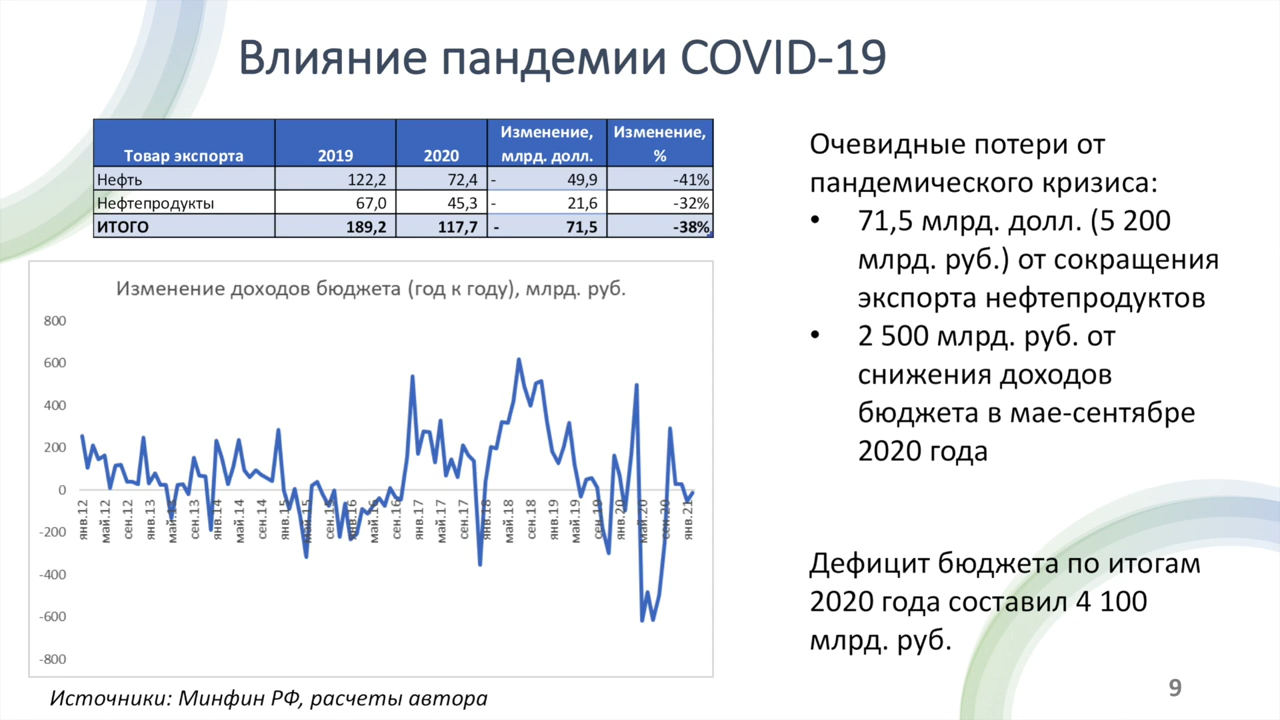 Влияние пандемии COVID-19
Товар экспорта 2019 2020 Изменение, млрд. долл. Изменение, %
Нефть 122,2 72,4 - 49,9 -41%
Нефтепродукты 67,0 45,3 - 21,6 -32%
ИТОГО 189,2 117,7 - 71,5 -38%
Изменение доходов бюджета (год к году), млрд. руб.
800
600
400
200
0
-200
-400
-600
-800
янв.12 май.12 сен.12 янв.13 май.13 сен.13 янв.14 май.14 сен.14 янв.15 май.15 сен.15 янв.16 май.16 сен.16 янв.17 май.17 сен.17 янв.18 май.18 сен.18 янв.19 май.19 сен.19 янв.20 май.20 сен.20 янв.21
Источники: Минфин РФ, расчеты автора
Очевидные потери от
пандемического кризиса:
• 71,5 млрд. долл. (5 200
млрд. руб.) от сокращения
экспорта нефтепродуктов
• 2 500 млрд. руб. от
снижения доходов
бюджета в мае-сентябре
2020 года
Дефицит бюджета по итогам
2020 года составил 4 100
млрд. руб.
9